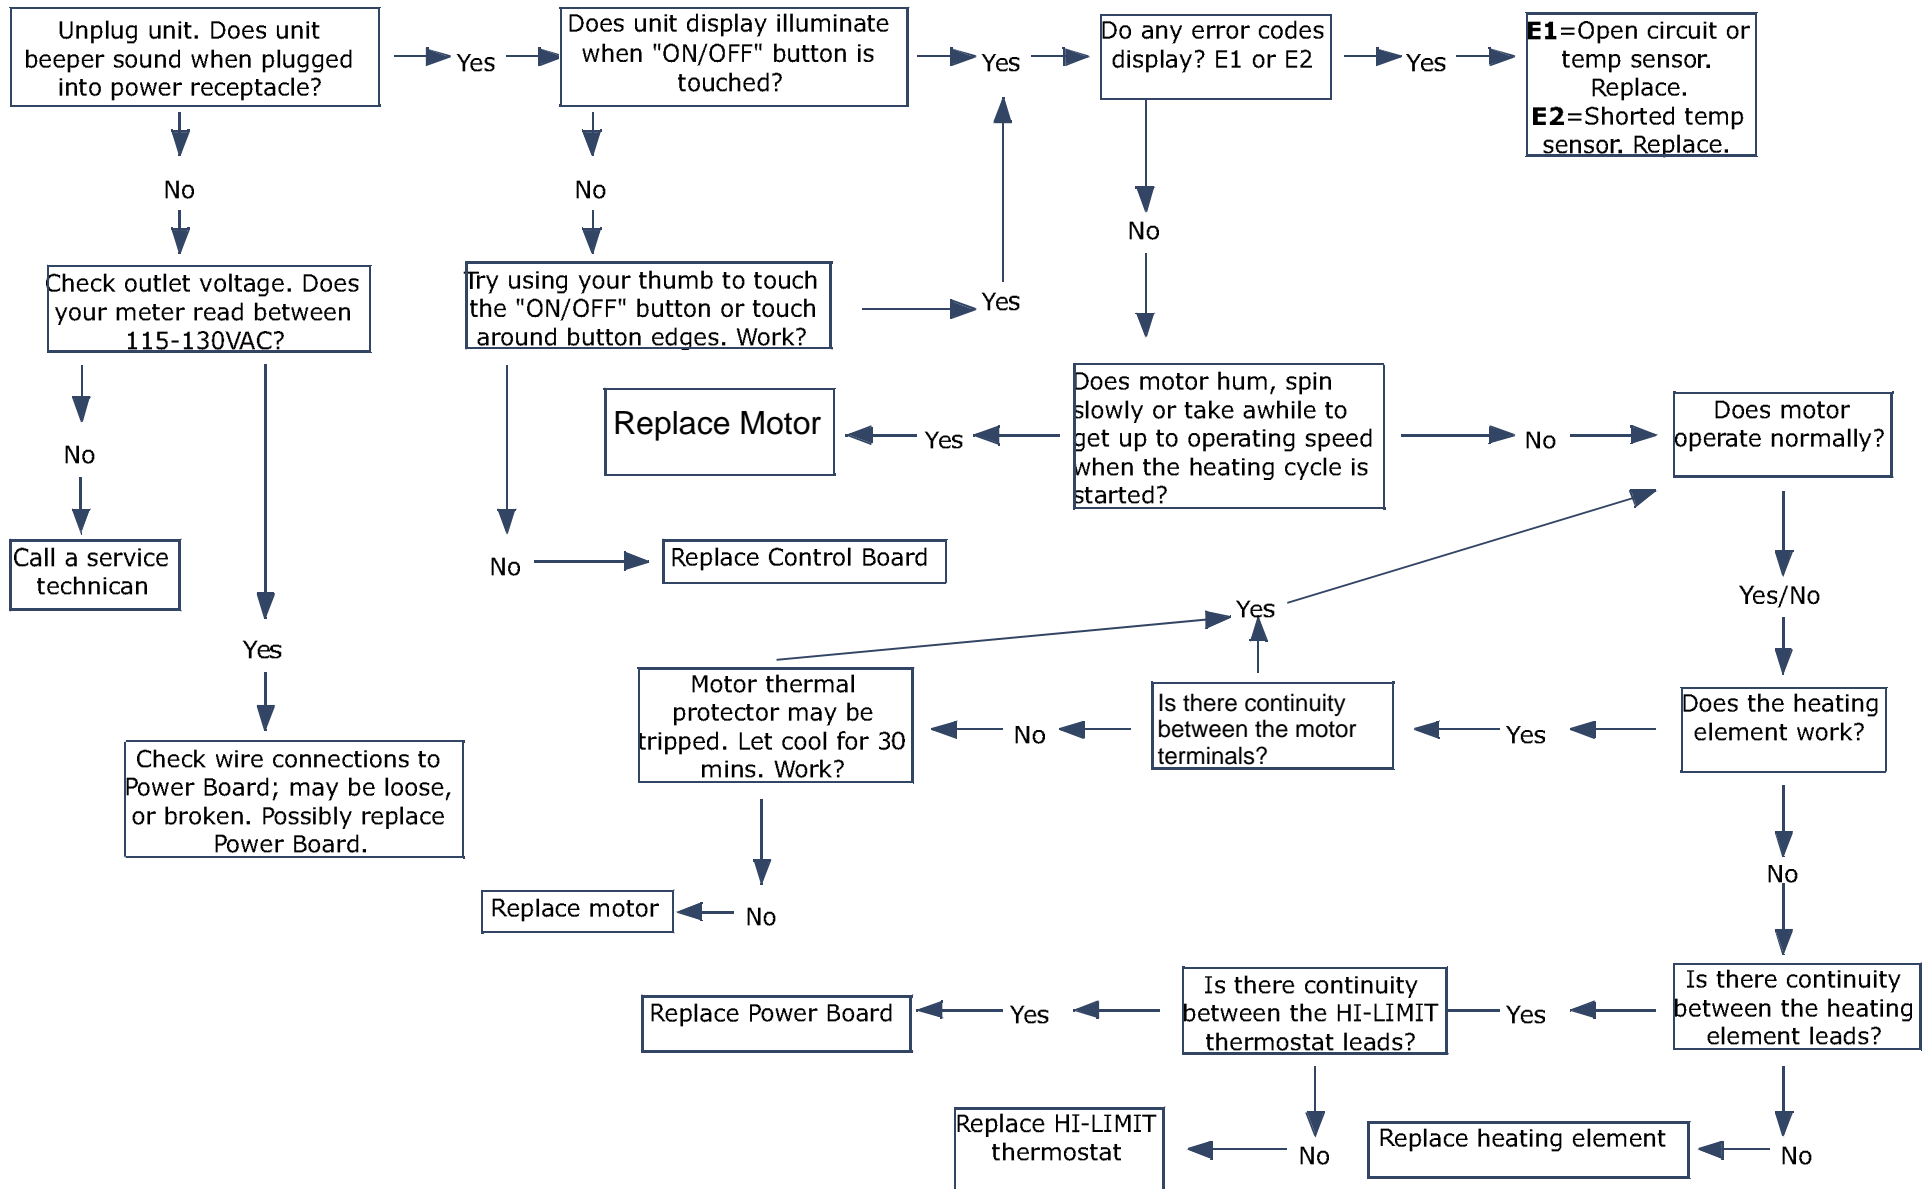 Unplug unit. Does unit
beeper sound when plugged
into power receptacle?
Yes
Does unit display illuminate
when "ON/OFF" button is
touched?
Yes
Do any error codes
display? E1 or E2
Yes
E1=Open circuit or
temp sensor.
Replace.
E2=Shorted temp
sensor. Replace.
No
No
No
Check outlet voltage. Does
your meter read between
115-130VAC?
Try using your thumb to touch
the "ON/OFF" button or touch
around button edges. Work?
Yes
Replace Motor
Yes
Does motor hum, spin
slowly or take awhile to
get up to operating speed
when the heating cycle is
started?
No
Does motor
operate normally?
No
Call a service
technican
No
Replace Control Board
Yes
Yes/No
Yes
Check wire connections to
Power Board; may be loose,
or broken. Possibly replace
Power Board.
Motor thermal
protector may be
tripped. Let cool for 30
mins. Work?
No
Is there continuity
between the motor
terminals?
Yes
Does the heating
element work?
No
Replace motor
No
Replace Power Board
Yes
Is there continuity
between the HI-LIMIT
thermostat leads?
Yes
Is there continuity
between the heating
element leads?
Replace HI-LIMIT
thermostat
No
Replace heating element
No